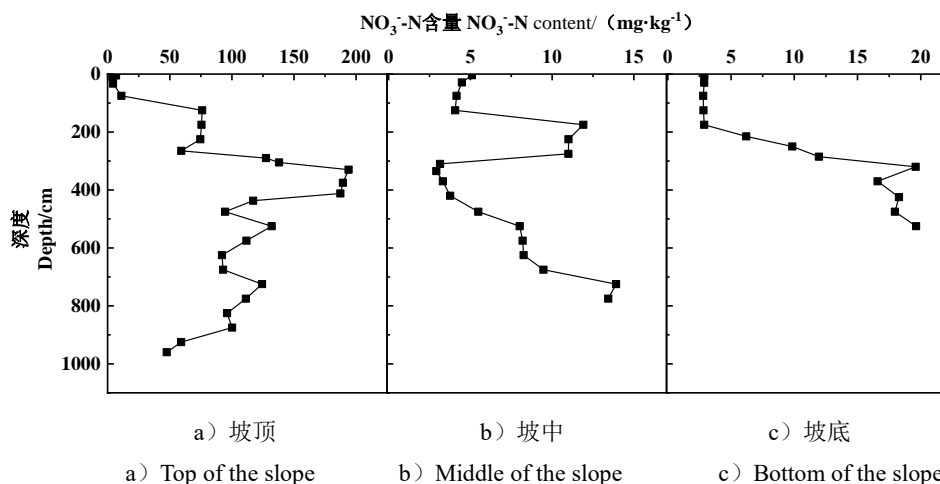 NO₃⁻-N含量 NO₃⁻-N content/（mg·kg⁻¹）
0 50 100 150 200 0 5 10 15 0 5 10 15 20
0
200
400
600
800
1000
深度
Depth/cm
a）坡顶 b）坡中 c）坡底
a）Top of the slope b）Middle of the slope c）Bottom of the slope